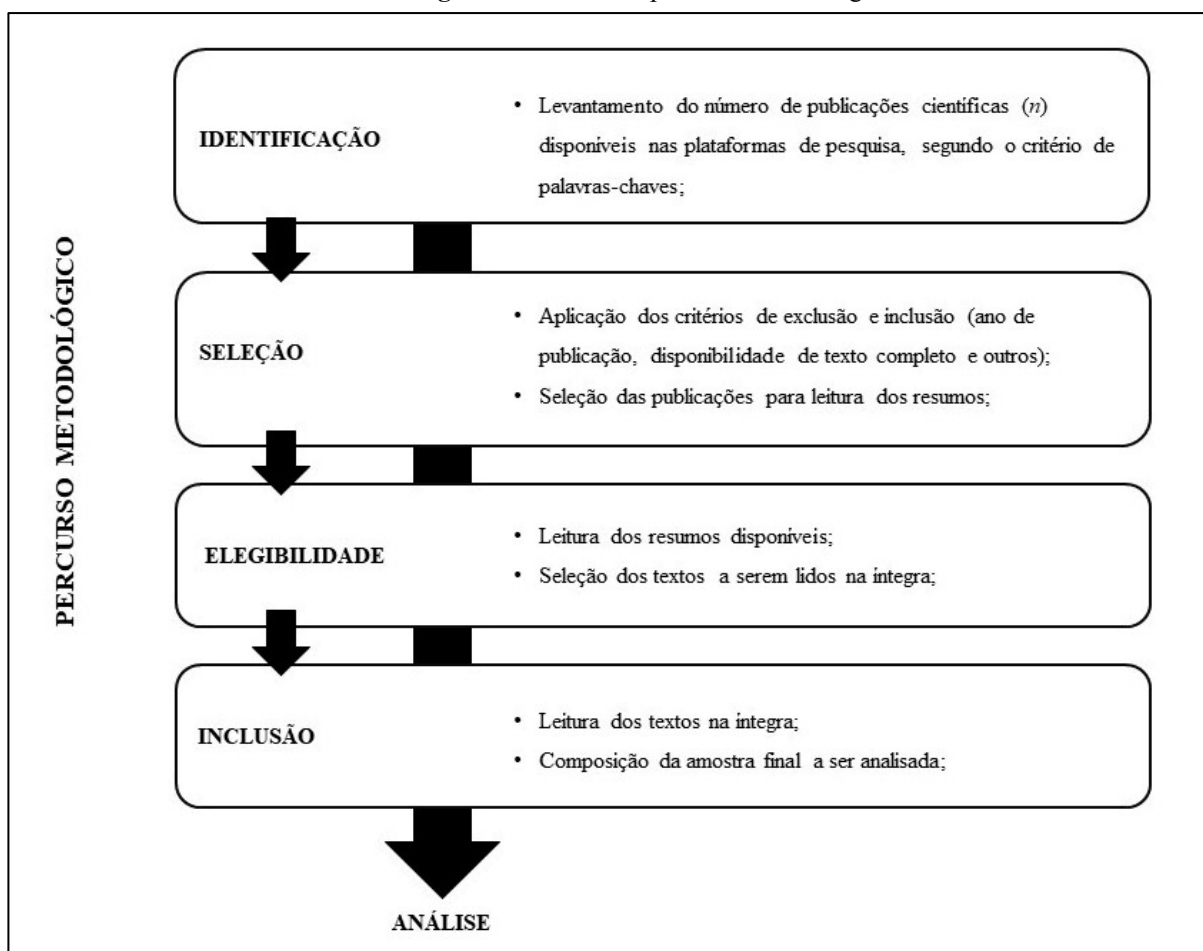 PERCURSO METODOLÓGICO
IDENTIFICAÇÃO
• Levantamento do número de publicações científicas (n)
disponíveis nas plataformas de pesquisa, segundo o critério de
palavras-chaves;
SELEÇÃO
• Aplicação dos critérios de exclusão e inclusão (ano de
publicação, disponibilidade de texto completo e outros);
• Seleção das publicações para leitura dos resumos;
ELEGIBILIDADE
• Leitura dos resumos disponíveis;
• Seleção dos textos a serem lidos na íntegra;
INCLUSÃO
• Leitura dos textos na íntegra;
• Composição da amostra final a ser analisada;
ANÁLISE